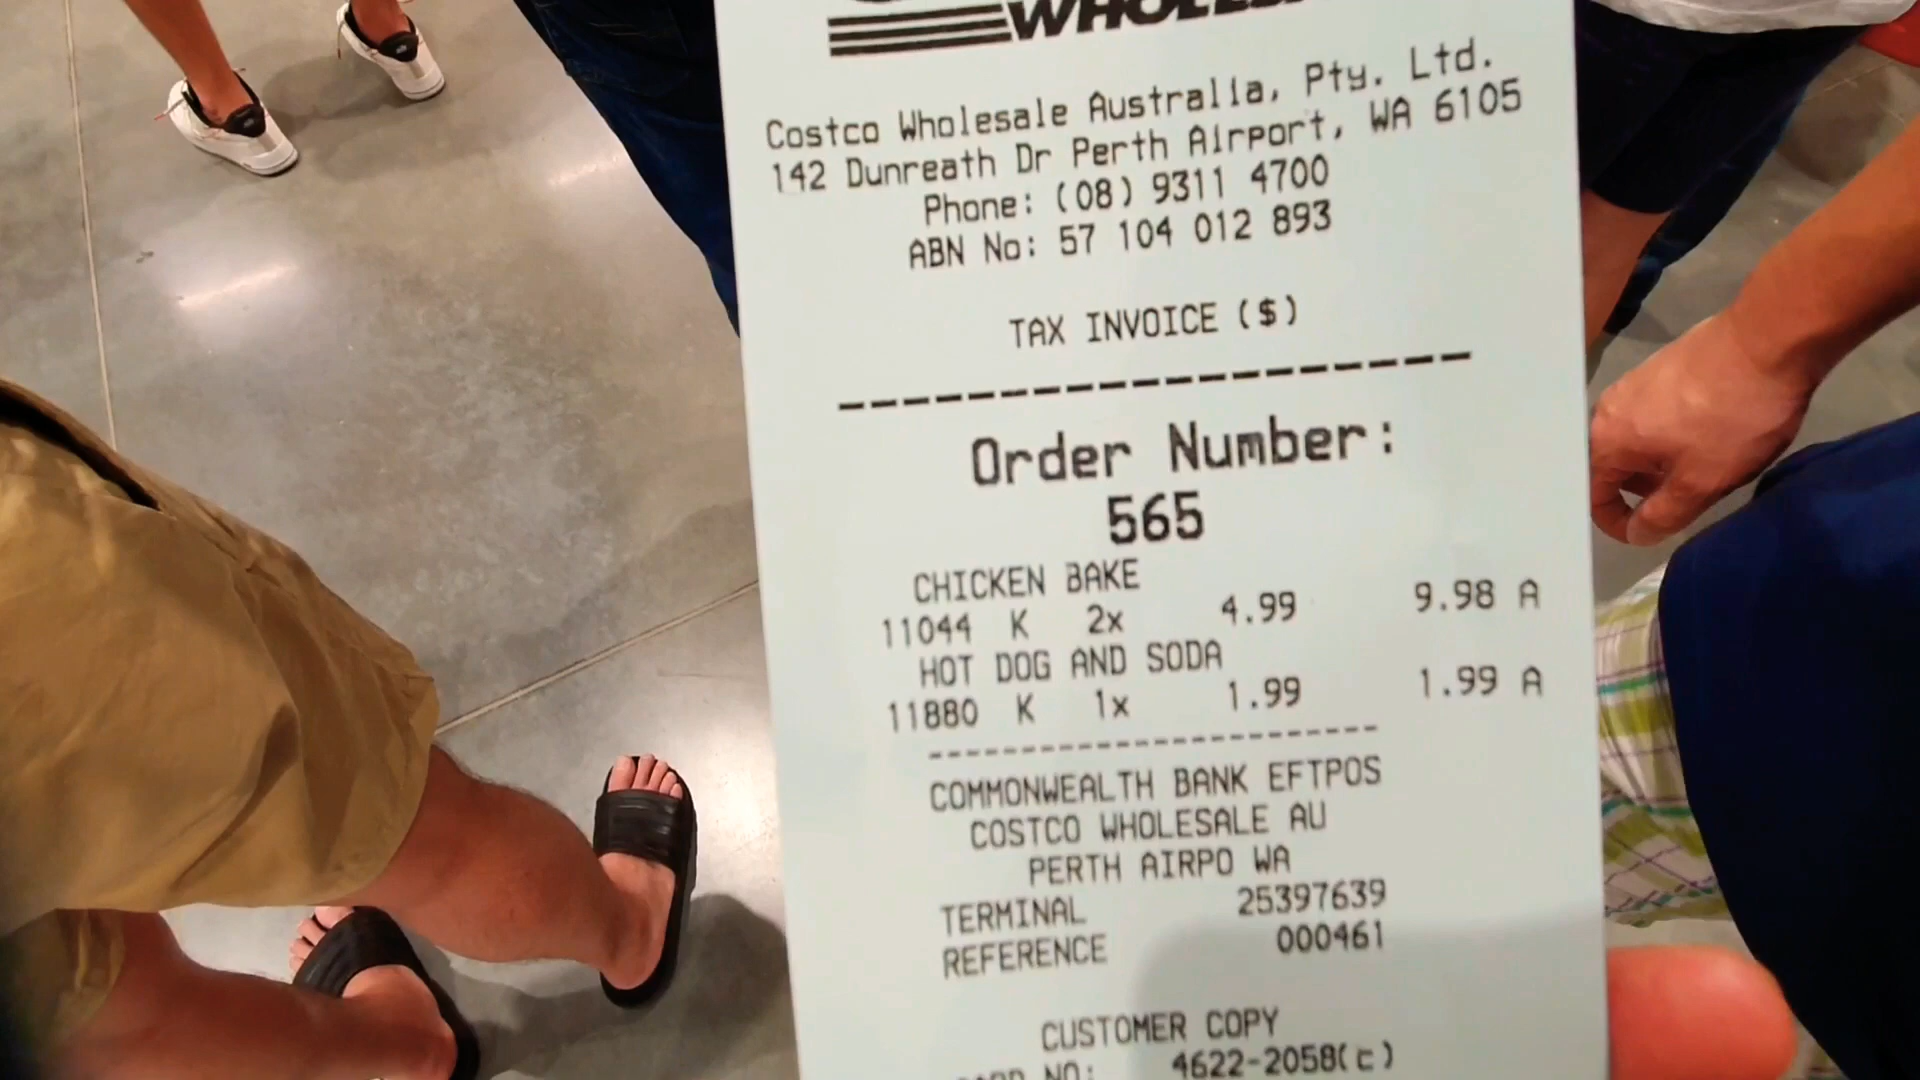 WHOLES
Costco Wholesale Australia, Pty. Ltd.
142 Dunreath Dr Perth Airport, WA 6105
Phone: (08) 9311 4700
ABN No: 57 104 012 893
TAX INVOICE ($)
Order Number:
565
CHICKEN BAKE
11044 K 2x 4.99 9.98 A
HOT DOG AND SODA
11880 K 1x 1.99 1.99 A
COMMONWEALTH BANK EFTPOS
COSTCO WHOLESALE AU
PERTH AIRPO WA
TERMINAL 25397639
REFERENCE 000461
CUSTOMER COPY
CARD NO: 4622-2058(c)